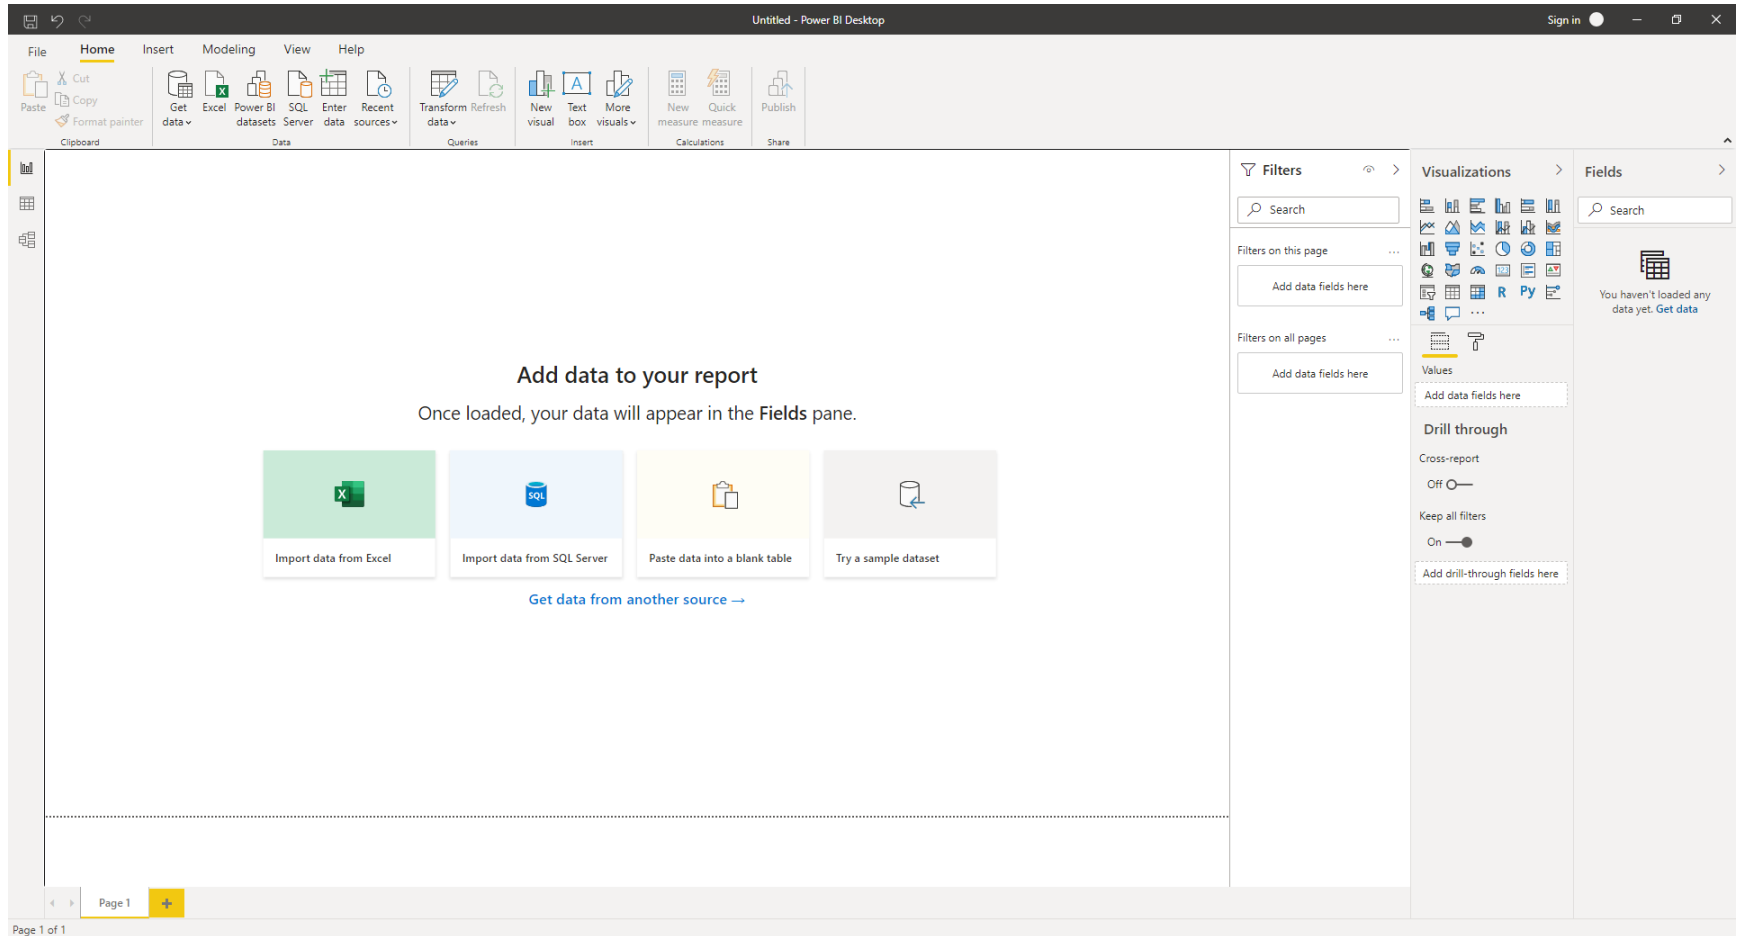 Untitled - Power BI Desktop
Sign in
File Home Insert Modeling View Help
Paste
Cut
Copy
Format painter
Clipboard
Get data
Excel
Power BI datasets
SQL Server
Enter data
Recent sources
Data
Transform data
Refresh
Queries
New visual
Text box
More visuals
Insert
New measure
Quick measure
Calculations
Publish
Share
Add data to your report
Once loaded, your data will appear in the Fields pane.
Import data from Excel
SQL
Import data from SQL Server
Paste data into a blank table
Try a sample dataset
Get data from another source →
Filters
Search
Filters on this page ...
Add data fields here
Filters on all pages ...
Add data fields here
Visualizations
R Py
...
Values
Add data fields here
Drill through
Cross-report
Off
Keep all filters
On
Add drill-through fields here
Fields
Search
You haven't loaded any
data yet. Get data
Page 1
Page 1 of 1